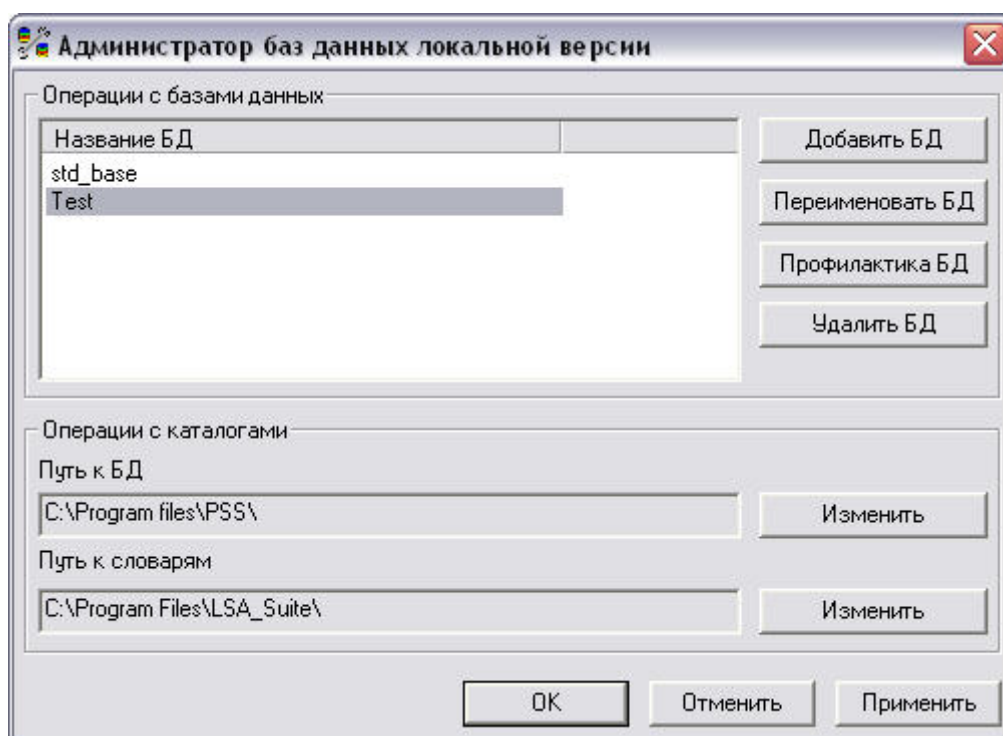 Администратор баз данных локальной версии
Операции с базами данных
Название БД
std_base
Test
Добавить БД
Переименовать БД
Профилактика БД
Удалить БД
Операции с каталогами
Путь к БД
C:\Program files\PSS\
Изменить
Путь к словарям
C:\Program Files\LSA_Suite\
Изменить
OK
Отменить
Применить